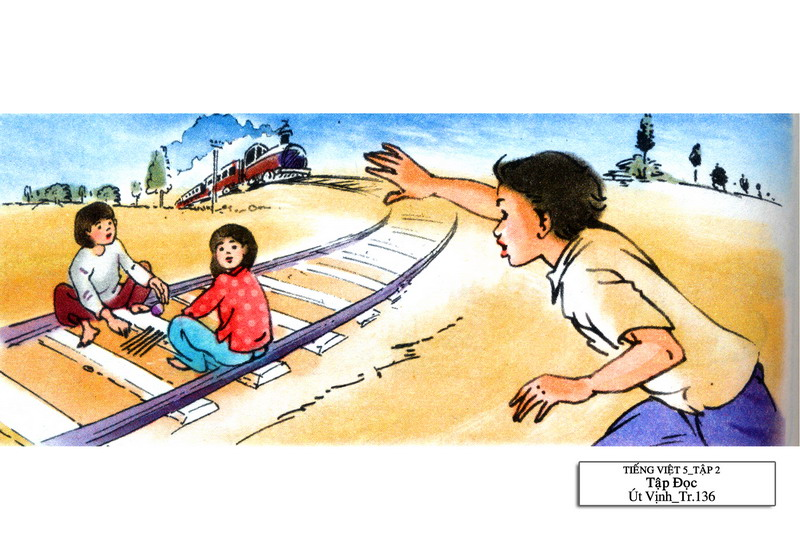 TIẾNG VIỆT 5_TẬP 2
Tập Đọc
Út Vịnh_Tr.136